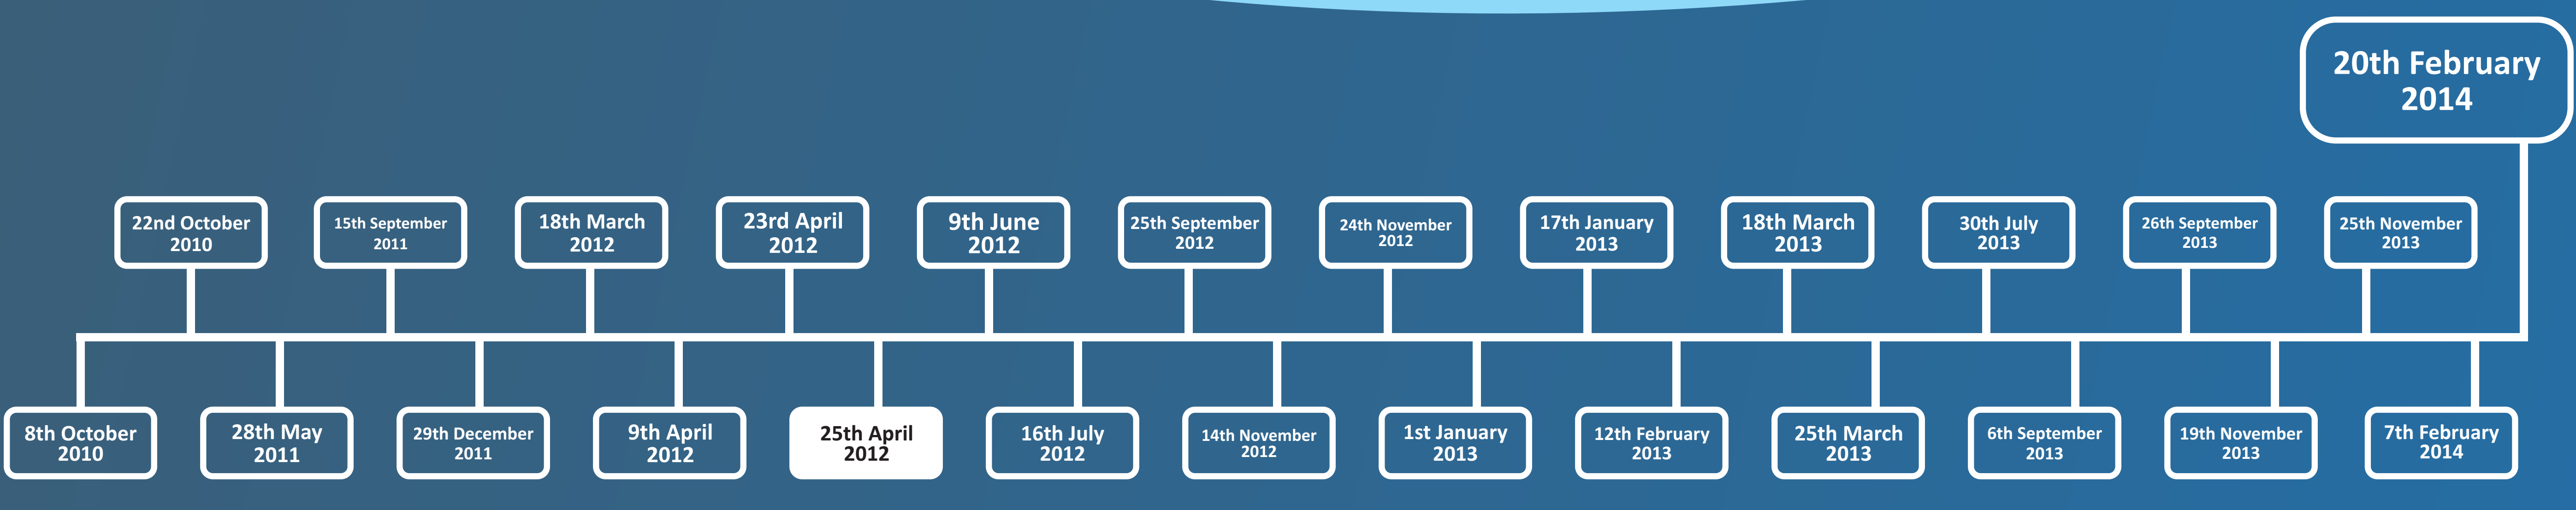 20th February
2014
22nd October
2010
15th September
2011
18th March
2012
23rd April
2012
9th June
2012
25th September
2012
24th November
2012
17th January
2013
18th March
2013
30th July
2013
26th September
2013
25th November
2013
8th October
2010
28th May
2011
29th December
2011
9th April
2012
25th April
2012
16th July
2012
14th November
2012
1st January
2013
12th February
2013
25th March
2013
6th September
2013
19th November
2013
7th February
2014